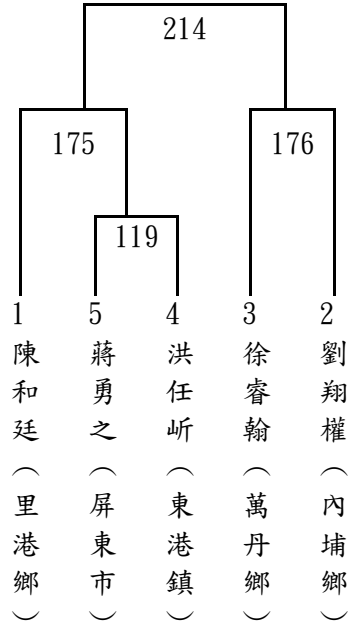 214
175
176
119
1
5
4
3
2
陳和廷（里港鄉）
蔣勇之（屏東市）
洪任昕（東港鎮）
徐睿翰（萬丹鄉）
劉翔權（內埔鄉）